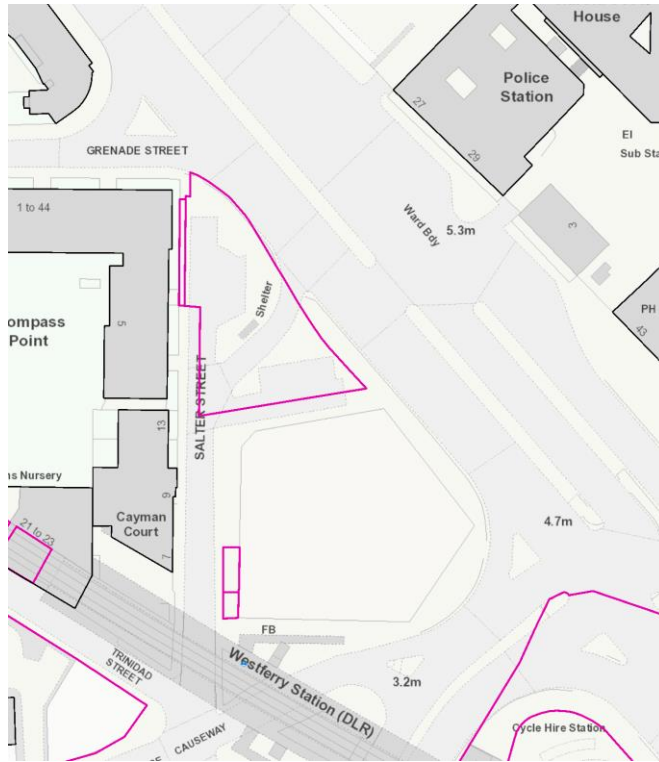 House
Police
Station
27
29
EI
Sub Sta
GRENADE STREET
1 to 44
Ward Bdy
5.3m
3
PH
43
Shelter
ompass
Point
5
SALTER STREET
13
9
7
as Nursery
Cayman
Court
21 to 23
4.7m
FB
Westferry Station (DLR)
TRINIDAD
STREET
3.2m
CAUSEWAY
Cycle Hire Station